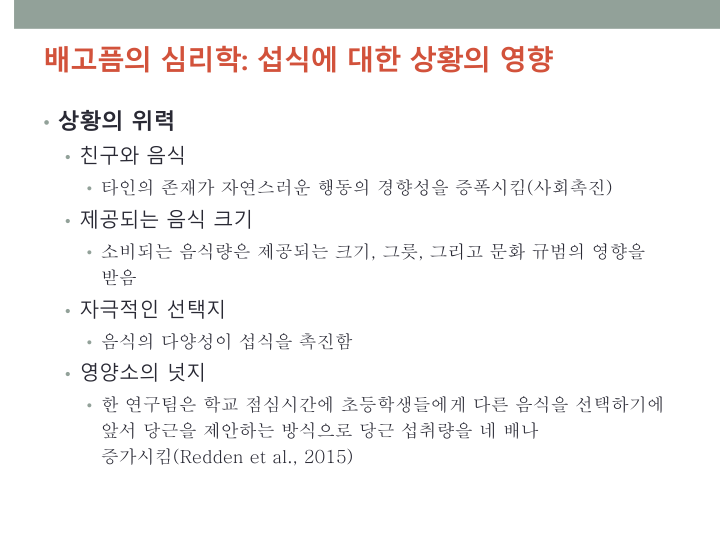 배고픔의 심리학: 섭식에 대한 상황의 영향
• 상황의 위력
• 친구와 음식
• 타인의 존재가 자연스러운 행동의 경향성을 증폭시킴(사회촉진)
• 제공되는 음식 크기
• 소비되는 음식량은 제공되는 크기, 그릇, 그리고 문화 규범의 영향을
받음
• 자극적인 선택지
• 음식의 다양성이 섭식을 촉진함
• 영양소의 넛지
• 한 연구팀은 학교 점심시간에 초등학생들에게 다른 음식을 선택하기에
앞서 당근을 제안하는 방식으로 당근 섭취량을 네 배나
증가시킴(Redden et al., 2015)